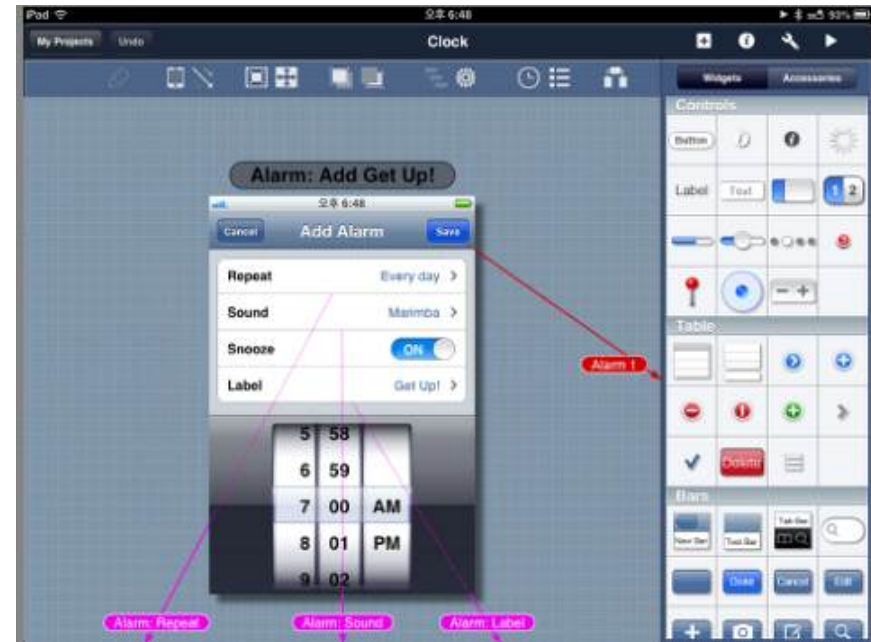 iPad 오후 6:48 93%
My Projects Undo Clock
Widgets Accessories
Controls
Button
Label Text 1 2
Table
Delete
Bars
Nav Bar Tool Bar Tab Bar
Done Cancel Edit
Alarm: Add Get Up!
오후 6:48
Cancel Add Alarm Save
Repeat Every day >
Sound Marimba >
Snooze ON
Label Get Up! >
5 58
6 59
7 00 AM
8 01 PM
9 02
Alarm 1
Alarm: Repeat Alarm: Sound Alarm: Label